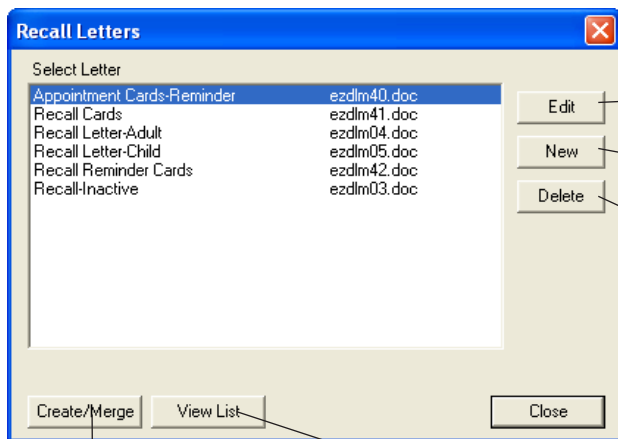 Recall Letters
Select Letter
Appointment Cards-Reminder ezdlm40.doc
Recall Cards ezdlm41.doc
Recall Letter-Adult ezdlm04.doc
Recall Letter-Child ezdlm05.doc
Recall Reminder Cards ezdlm42.doc
Recall-Inactive ezdlm03.doc
Edit
New
Delete
Create/Merge View List Close